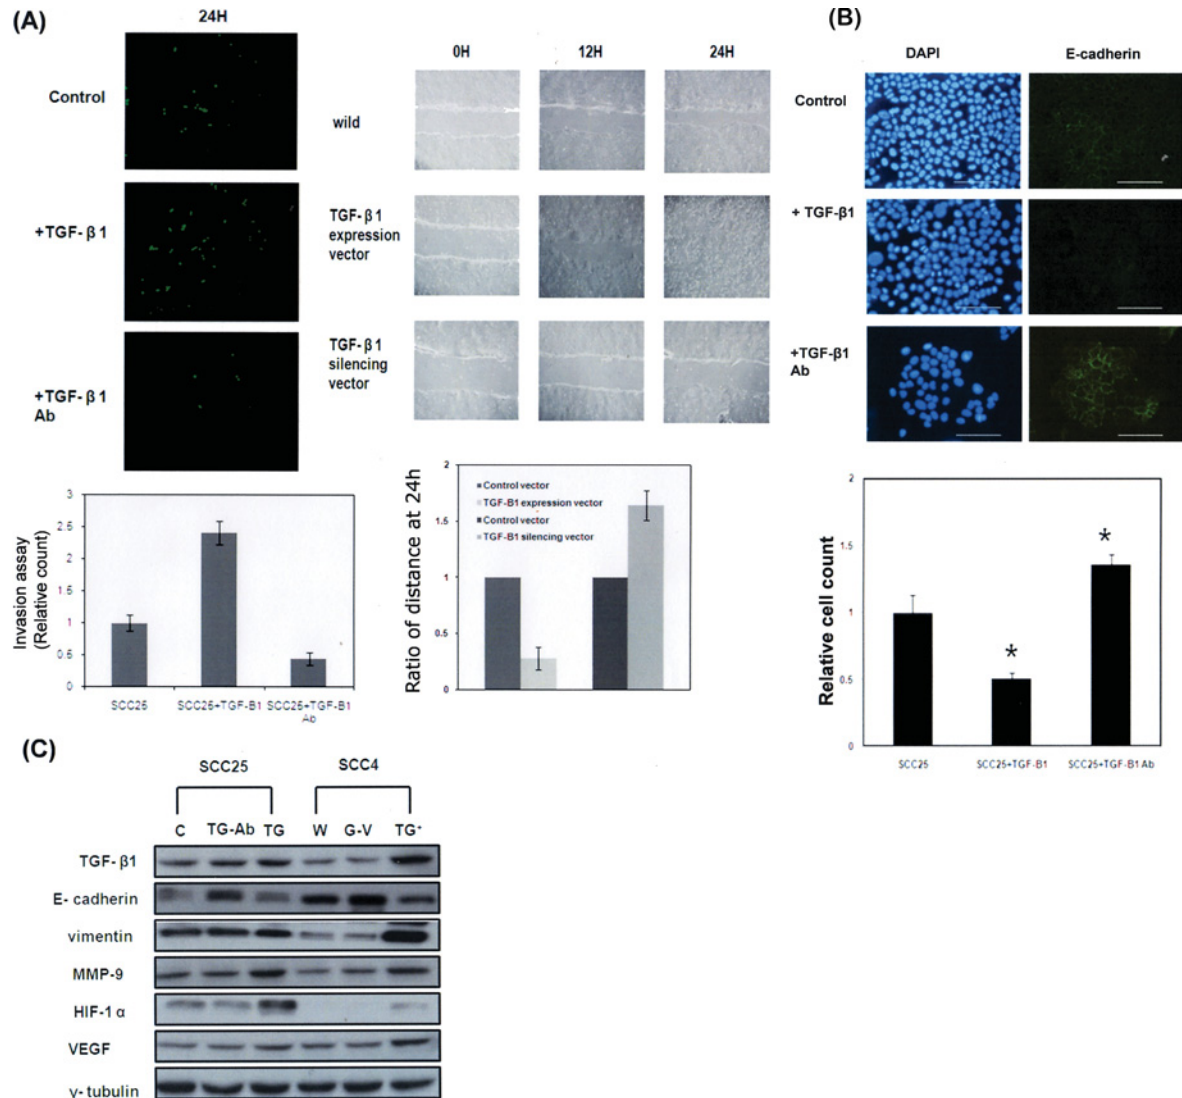 (A)
24H
Control
+TGF- β 1
+TGF- β 1
Ab
0H 12H 24H
wild
TGF- β 1
expression
vector
TGF- β 1
silencing
vector
(B)
DAPI E-cadherin
Control
+ TGF-β1
+TGF-β1
Ab
Invasion assay
(Relative count)
3
2.5
2
1.5
1
0.5
0
SCC25 SCC25+TGF-B1 SCC25+TGF-B1
Ab
Ratio of distance at 24h
2
1.5
1
0.5
0
Control vector
TGF-B1 expression vector
Control vector
TGF-B1 silencing vector
Relative cell count
2
1.5
1
0.5
0
*
*
SCC25 SCC25+TGF-B1 SCC25+TGF-B1 Ab
(C)
SCC25 SCC4
C TG-Ab TG W G-V TG+
TGF- β1
E- cadherin
vimentin
MMP-9
HIF-1 α
VEGF
γ- tubulin